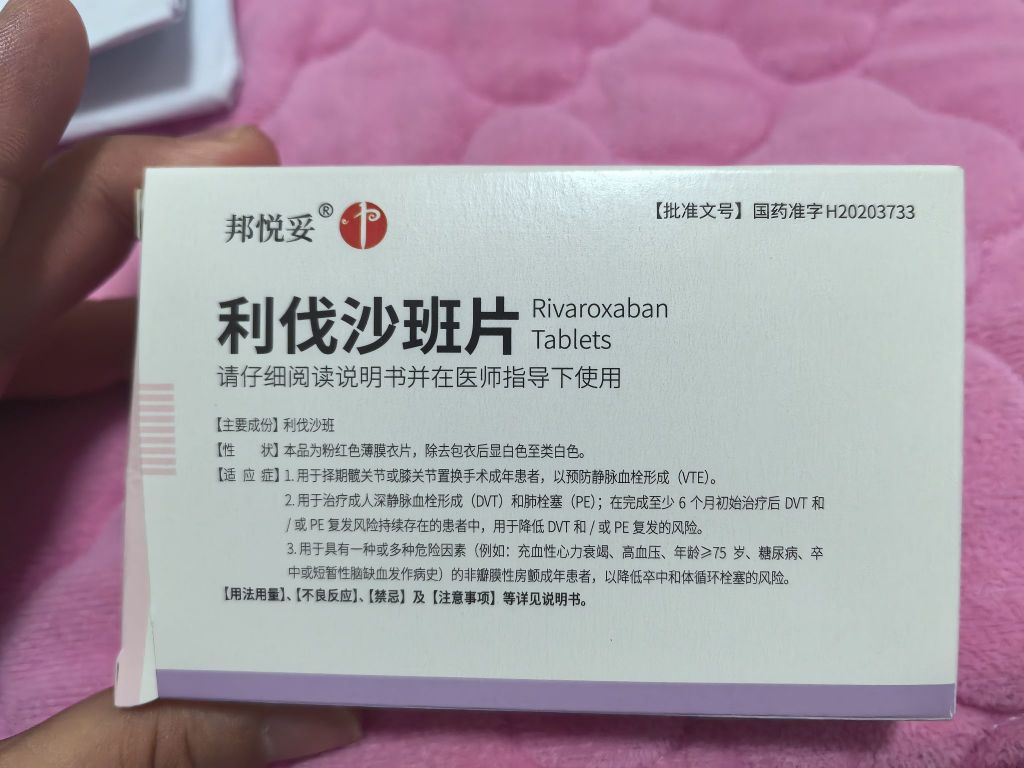 邦悦妥®
【批准文号】国药准字H20203733
利伐沙班片
Rivaroxaban
Tablets
请仔细阅读说明书并在医师指导下使用
【主要成份】利伐沙班
【性 状】本品为粉红色薄膜衣片，除去包衣后显白色至类白色。
【适应症】1. 用于择期髋关节或膝关节置换手术成年患者，以预防静脉血栓形成（VTE）。
2. 用于治疗成人深静脉血栓形成（DVT）和肺栓塞（PE）；在完成至少 6 个月初始治疗后 DVT 和
/ 或 PE 复发风险持续存在的患者中，用于降低 DVT 和 / 或 PE 复发的风险。
3. 用于具有一种或多种危险因素（例如：充血性心力衰竭、高血压、年龄≥75 岁、糖尿病、卒
中或短暂性脑缺血发作病史）的非瓣膜性房颤成年患者，以降低卒中和体循环栓塞的风险。
【用法用量】、【不良反应】、【禁忌】及【注意事项】等详见说明书。